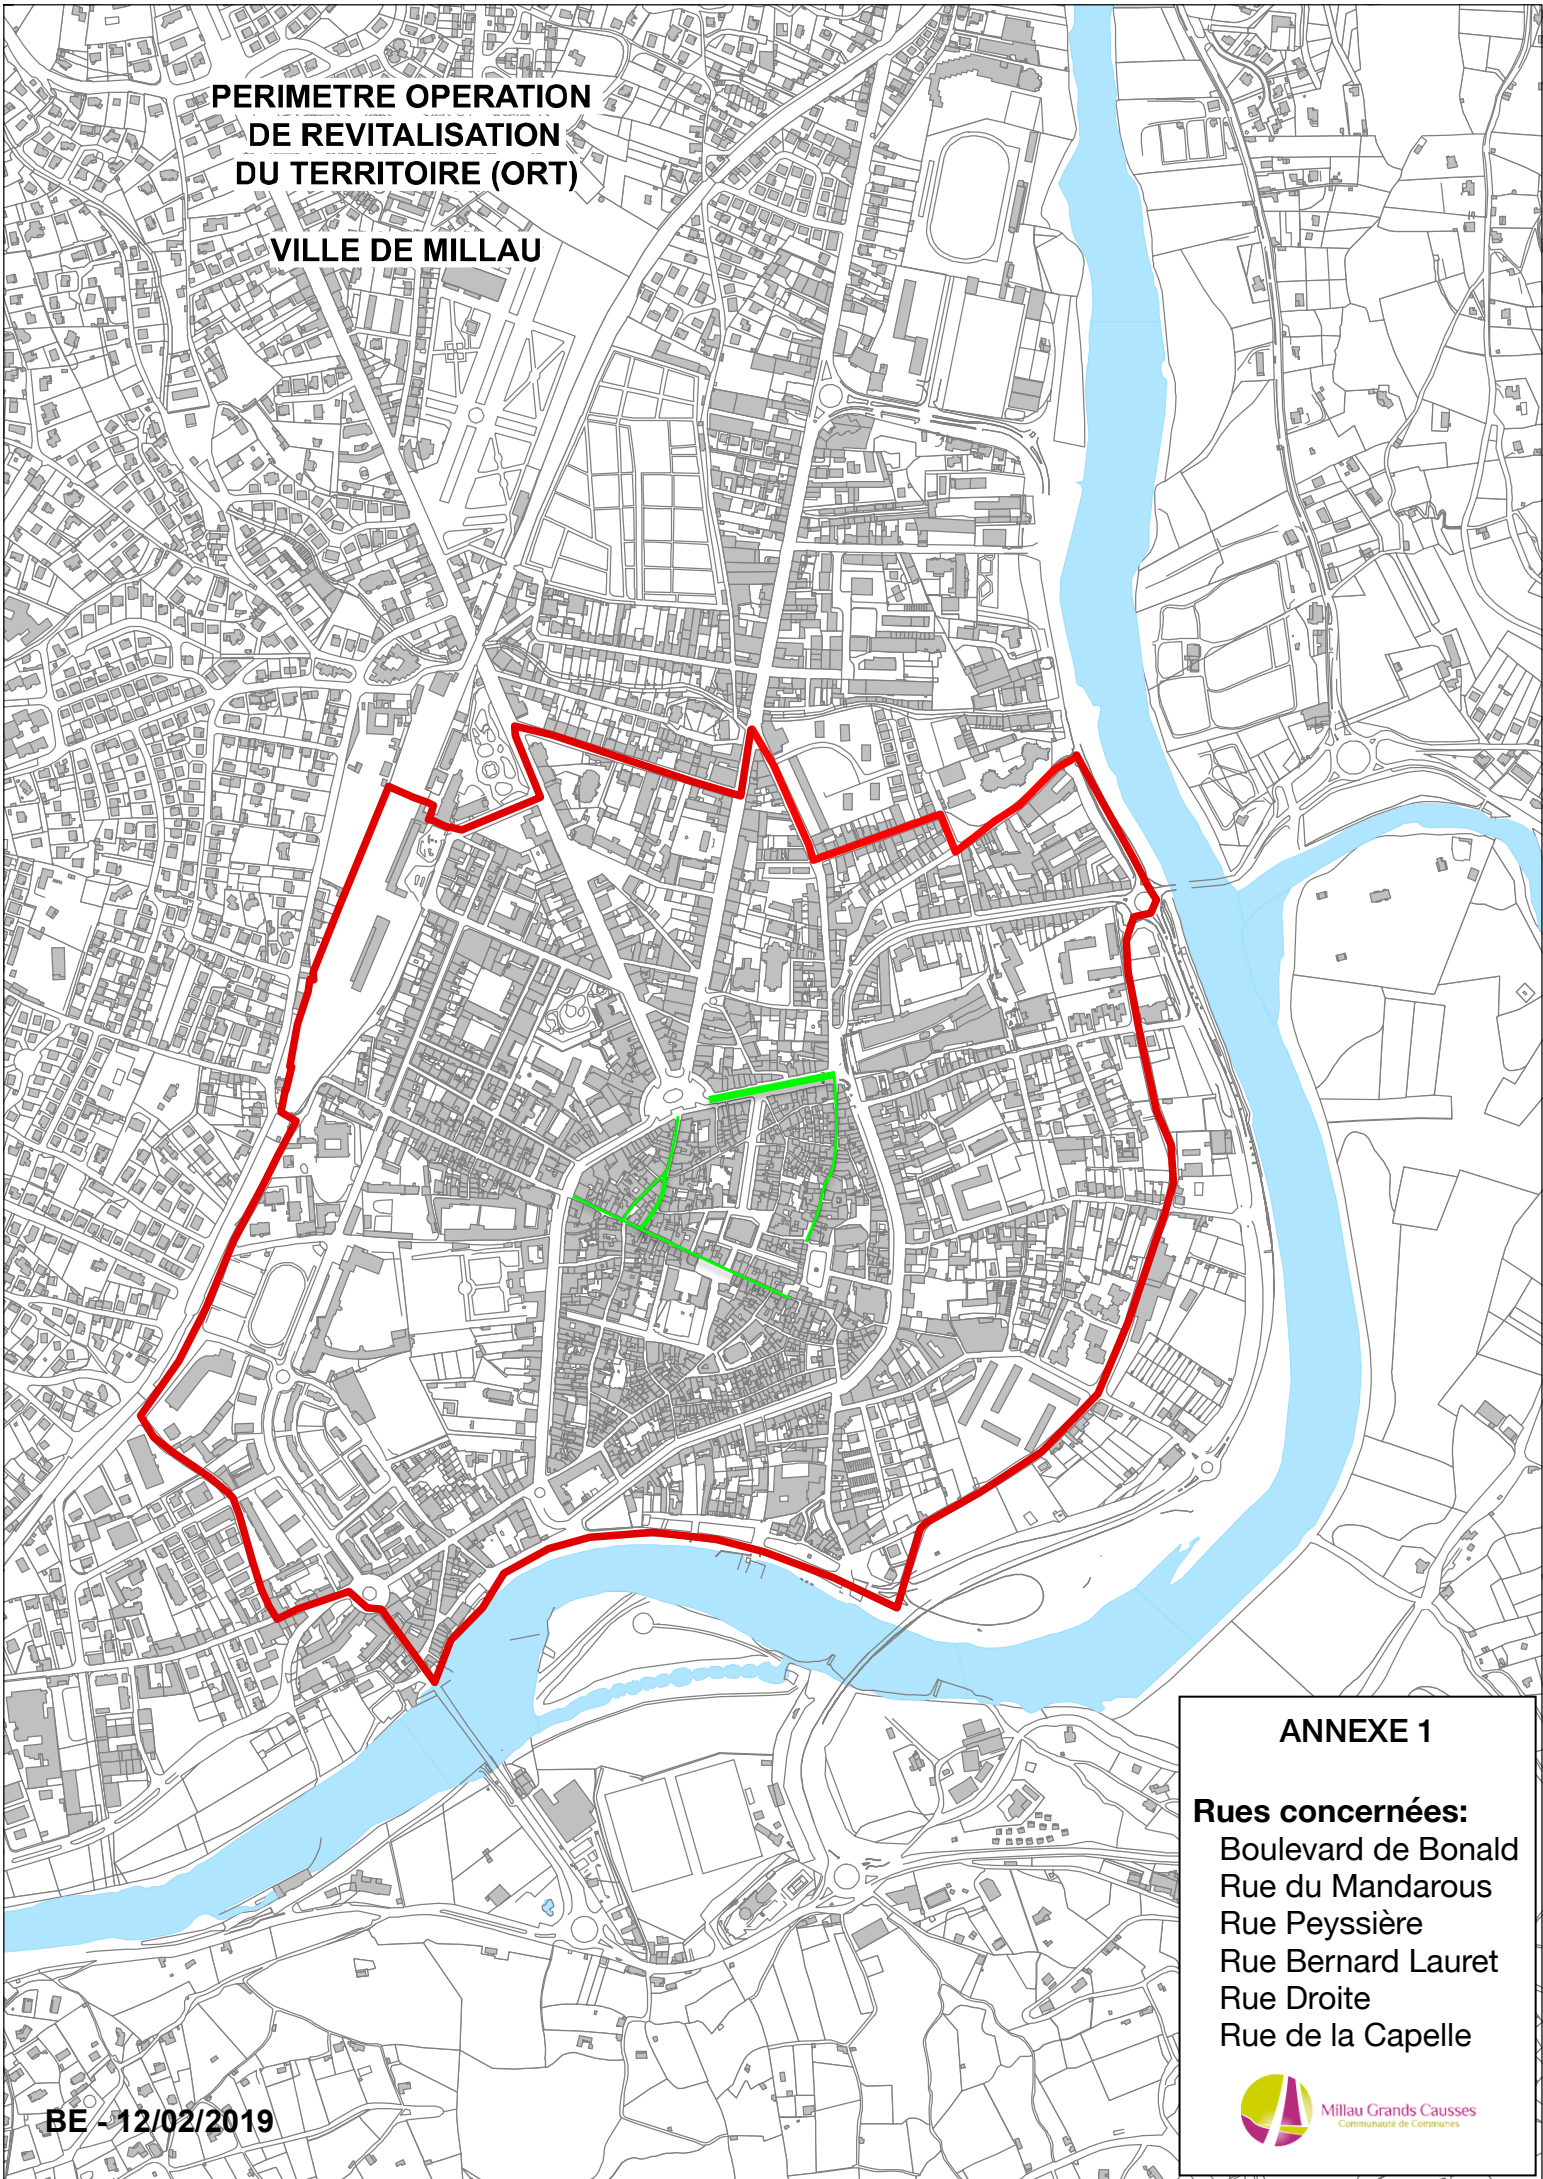 PERIMETRE OPERATION
DE REVITALISATION
DU TERRITOIRE (ORT)
VILLE DE MILLAU
ANNEXE 1
Rues concernées:
Boulevard de Bonald
Rue du Mandarous
Rue Peyssière
Rue Bernard Lauret
Rue Droite
Rue de la Capelle
Millau Grands Causses
Communauté de Communes
BE - 12/02/2019